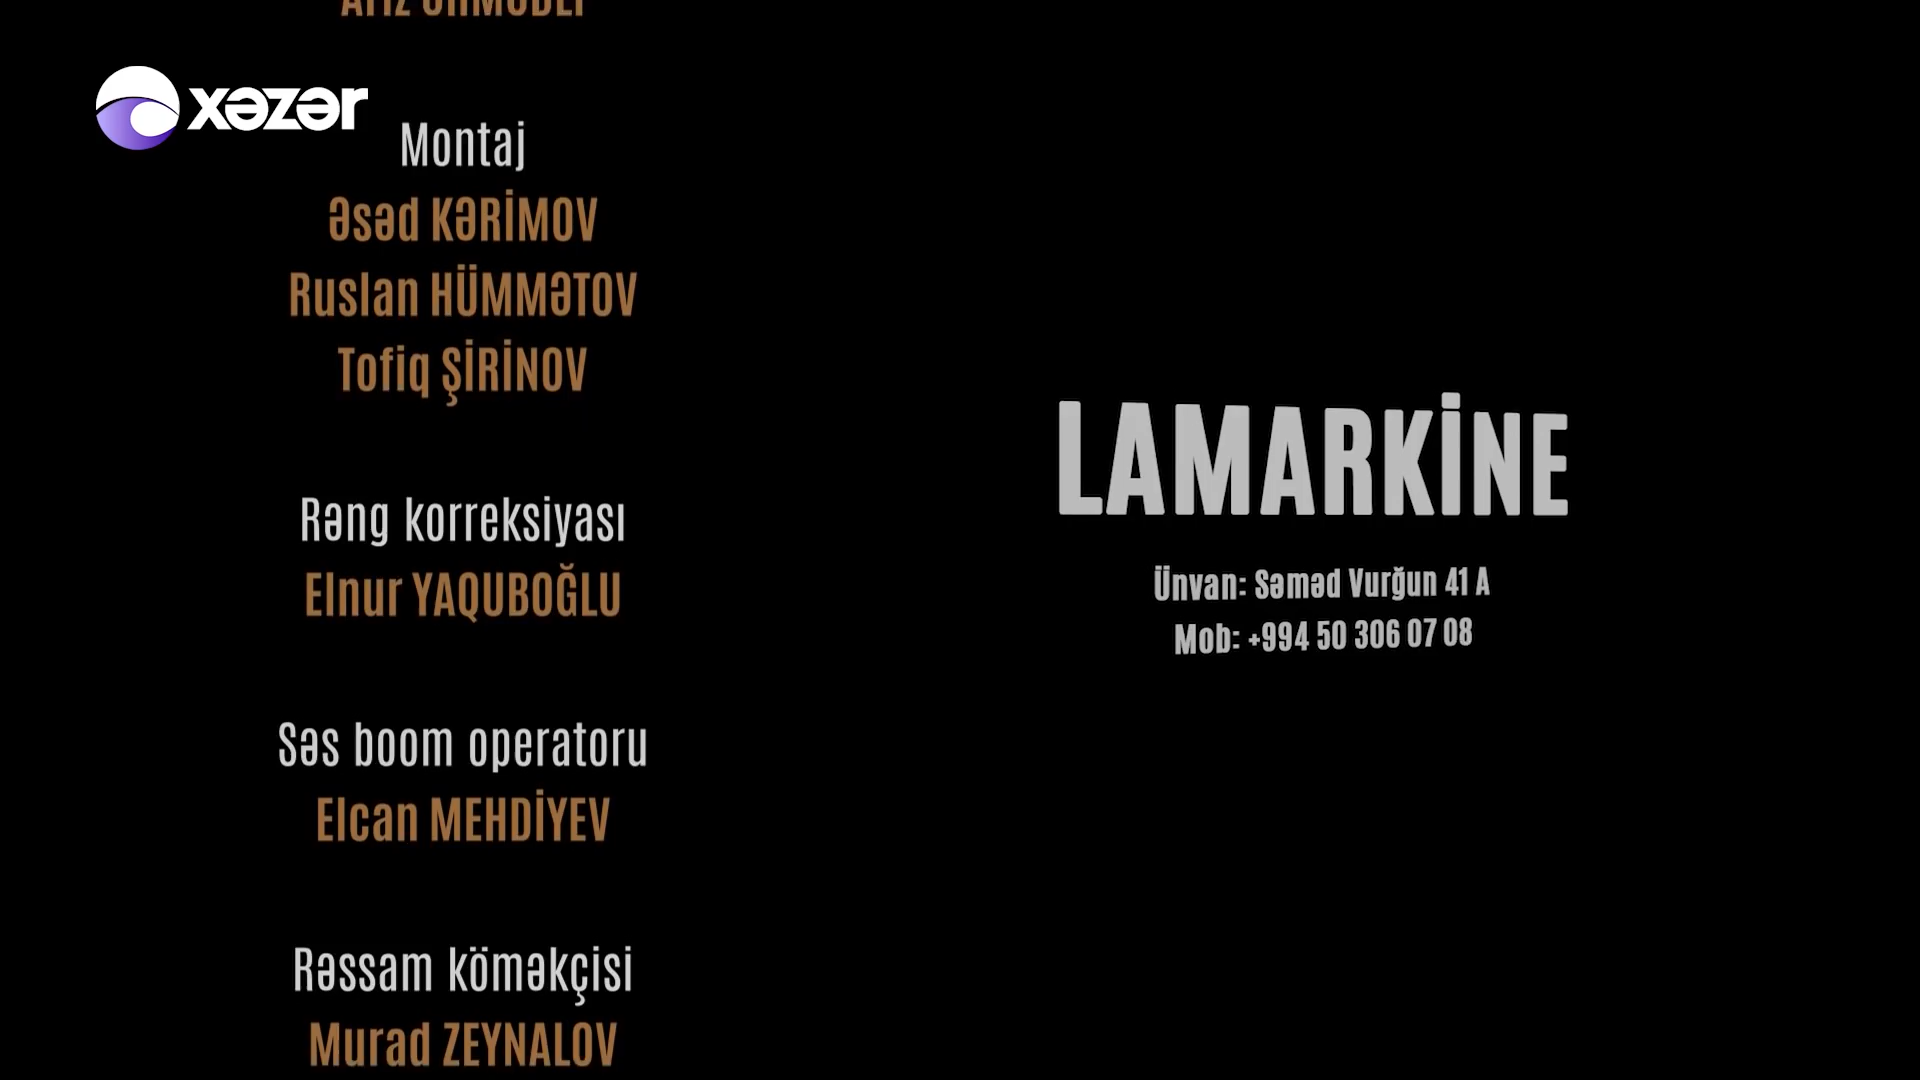 xəzər
Montaj
Əsəd KƏRİMOV
Ruslan HÜMMƏTOV
Tofiq ŞİRİNOV
Rəng korreksiyası
Elnur YAQUBOĞLU
Səs boom operatoru
Elcan MEHDİYEV
Rəssam köməkçisi
Murad ZEYNALOV
LAMARKİNE
Ünvan: Səməd Vurğun 41 A
Mob: +994 50 306 07 08